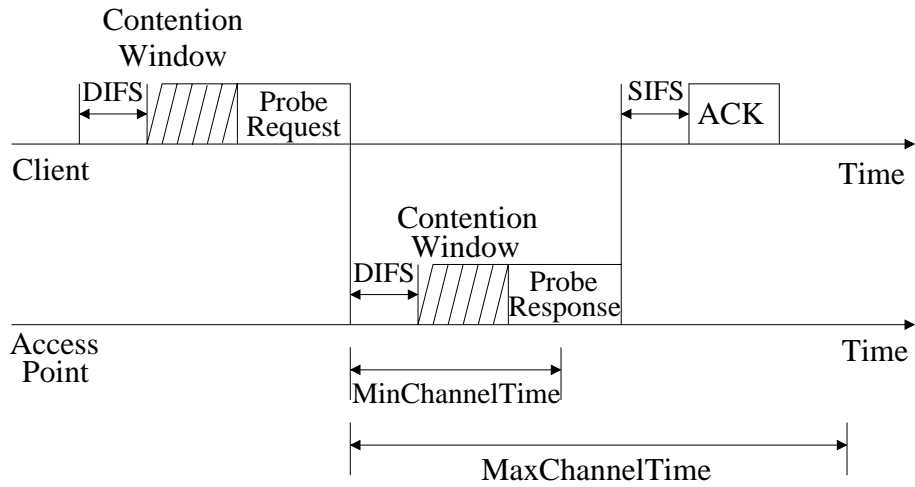 Contention
Window
DIFS
Probe
Request
SIFS
ACK
Client
Time
Contention
Window
DIFS
Probe
Response
Access
Point
Time
MinChannelTime
MaxChannelTime